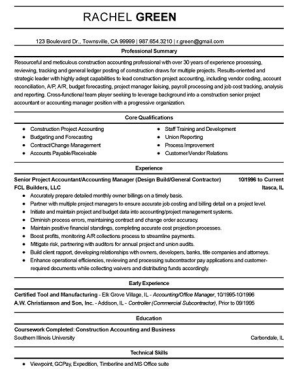 RACHEL GREEN
123 Boulevard Dr., Townsville, CA 99999 | 987.654.3210 | r.green@gmail.com
Professional Summary
Resourceful and meticulous construction accounting professional with over 30 years of experience processing,
reviewing, tracking and general ledger posting of construction draws for multiple projects. Results-oriented and
strategic leader with highly adept capabilities to lead construction project accounting, including vendor coding, account
reconciliation, A/P, A/R, budget forecasting, project manager liaising, payroll processing and job cost tracking, analysis
and reporting. Cross-functional team player seeking to leverage background into a construction senior project
accountant or accounting manager position with a progressive organization.
Core Qualifications
Construction Project Accounting
Budgeting and Forecasting
Contract/Change Management
Accounts Payable/Receivable
Staff Training and Development
Union Reporting
Process Improvement
Customer/Vendor Relations
Experience
Senior Project Accountant/Accounting Manager (Design Build/General Contractor) 10/1996 to Current
FCL Builders, LLC Itasca, IL
Accurately prepare detailed monthly owner billings on a timely basis.
Partner with multiple project managers to ensure accurate job costing and billing detail on a project level.
Initiate and maintain project and budget data into accounting/project management systems.
Diminish process errors, maintaining contract and change order accuracy.
Maintain positive financial standings, completing accurate cost projection processes.
Boost profits, monitoring A/R collections process to streamline payments.
Mitigate risk, partnering with auditors for annual project and union audits.
Build client rapport, developing relationships with owners, developers, banks, title companies and attorneys.
Enhance operational efficiencies, reviewing and processing subcontractor pay applications and customer-
required documents while collecting waivers and distributing funds accordingly.
Early Experience
Certified Tool and Manufacturing - Elk Grove Village, IL - Accounting/Office Manager, 10/1995-10/1996
A.W. Christianson and Son, Inc. - Addison, IL - Controller (Commercial Subcontractor), Prior to 09/1995
Education
Coursework Completed: Construction Accounting and Business
Southern Illinois University Carbondale, IL
Technical Skills
Viewpoint, GCPay, Expedition, Timberline and MS Office suite